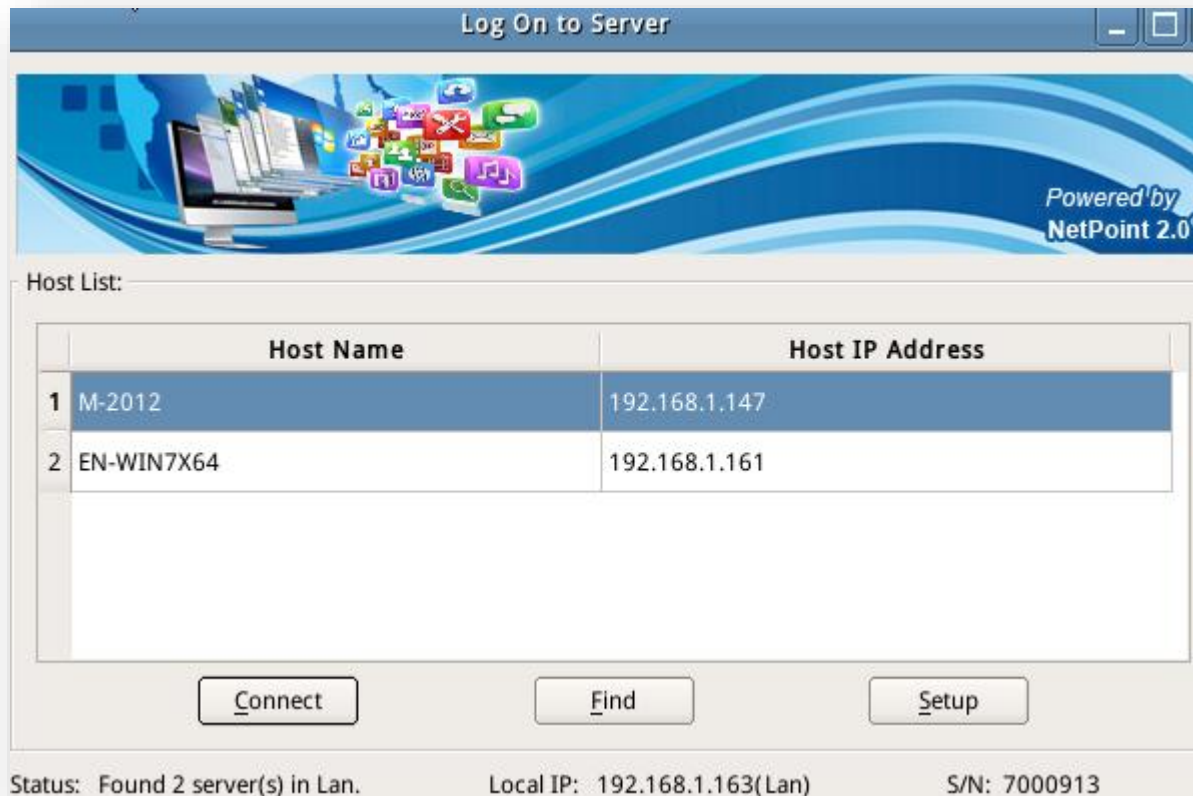 Log On to Server
Powered by
NetPoint 2.0
Host List:
Host Name Host IP Address
1 M-2012 192.168.1.147
2 EN-WIN7X64 192.168.1.161
Connect Find Setup
Status: Found 2 server(s) in Lan. Local IP: 192.168.1.163(Lan) S/N: 7000913